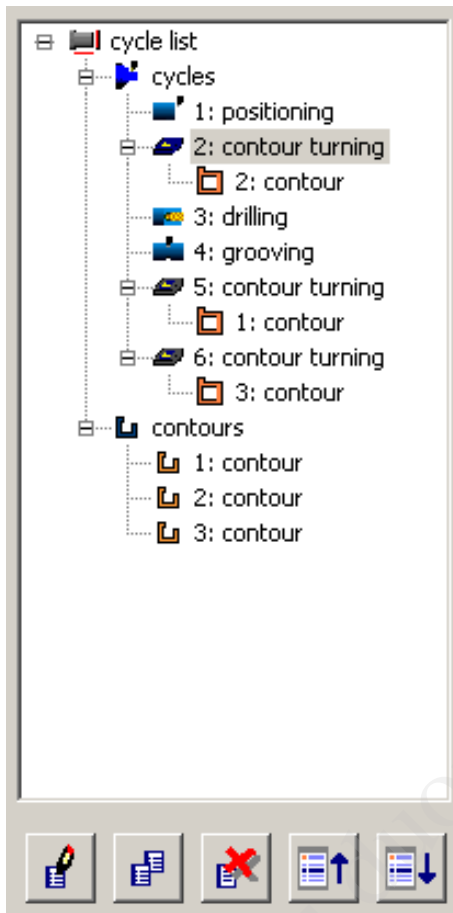 cycle list
cycles
1: positioning
2: contour turning
2: contour
3: drilling
4: grooving
5: contour turning
1: contour
6: contour turning
3: contour
contours
1: contour
2: contour
3: contour